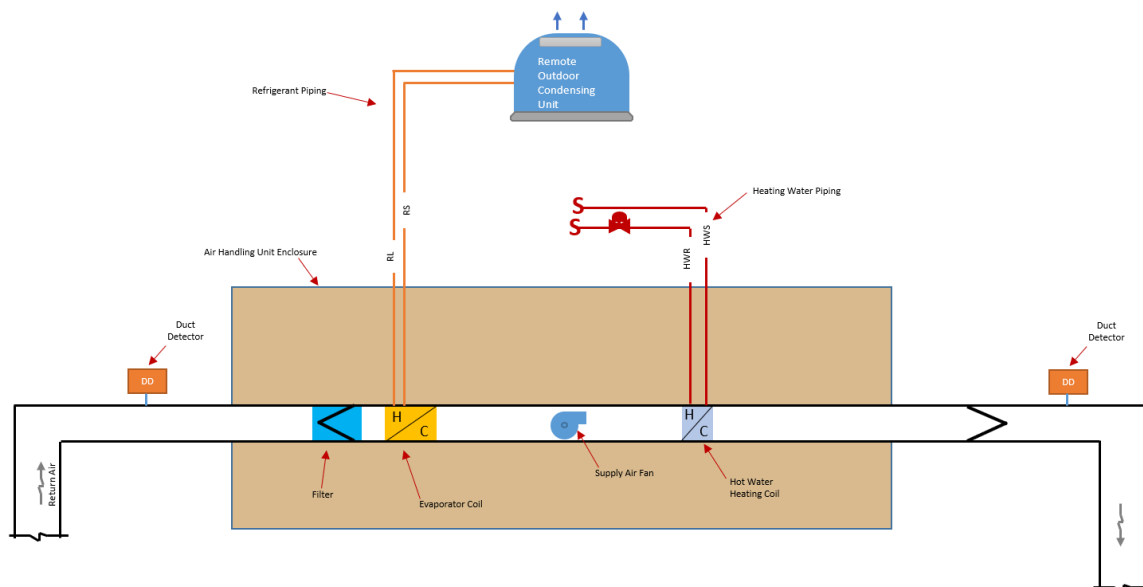 Remote
Outdoor
Condensing
Unit
Refrigerant Piping
Heating Water Piping
S
S
RS
RL
HWS
HWR
Air Handling Unit Enclosure
Duct
Detector
DD
Duct
Detector
DD
H
C
H
C
Return Air
Filter
Evaporator Coil
Supply Air Fan
Hot Water
Heating Coil